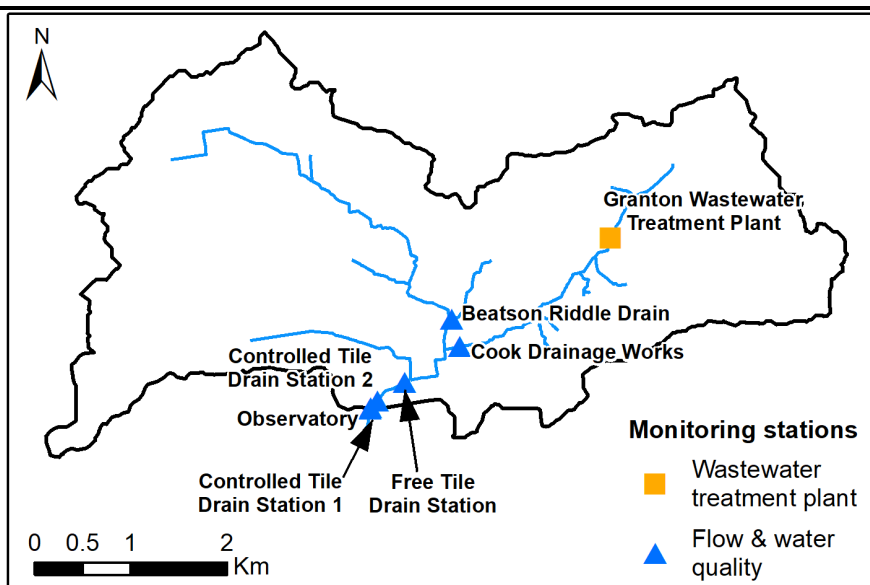 N
Granton Wastewater
Treatment Plant
Beatson Riddle Drain
Cook Drainage Works
Controlled Tile
Drain Station 2
Observatory
Controlled Tile
Drain Station 1
Free Tile
Drain Station
Monitoring stations
Wastewater
treatment plant
Flow & water
quality
0 0.5 1 2
Km